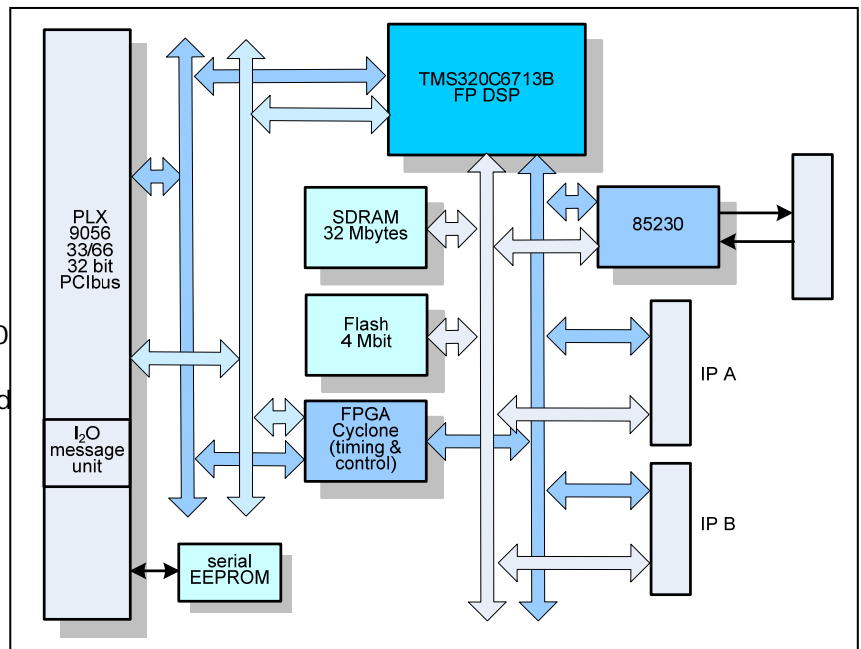 TMS320C6713B
FP DSP
PLX
9056
33/66
32 bit
PCIbus
SDRAM
32 Mbytes
85230
Flash
4 Mbit
0
d
IP A
FPGA
Cyclone
(timing &
control)
I₂O
message
unit
IP B
serial
EEPROM